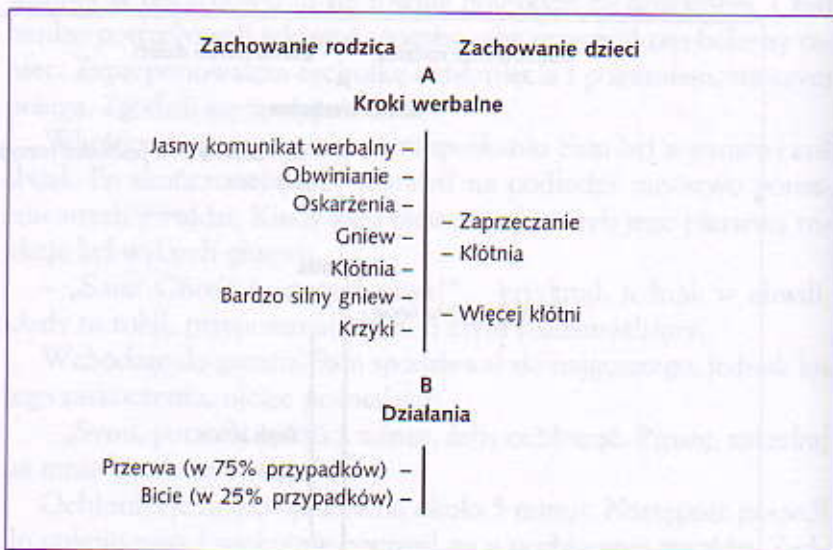 Zachowanie rodzica Zachowanie dzieci
A
Kroki werbalne
Jasny komunikat werbalny –
Obwinianie –
Oskarżenia –
– Zaprzeczanie
Gniew –
– Kłótnia
Kłótnia –
Bardzo silny gniew –
– Więcej kłótni
Krzyki –
B
Działania
Przerwa (w 75% przypadków) –
Bicie (w 25% przypadków) –